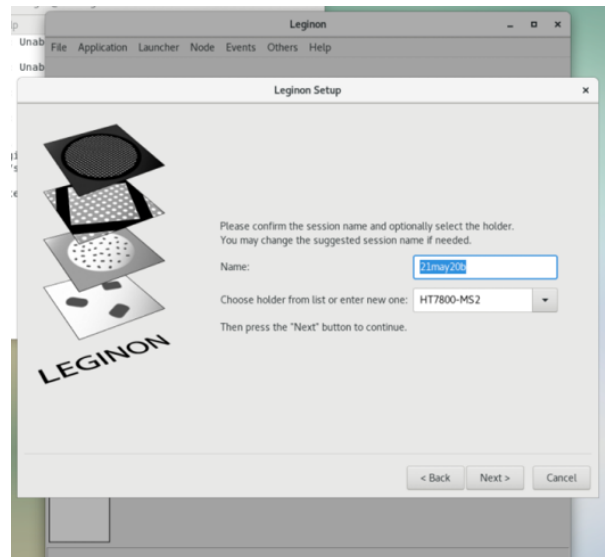 Leginon
Unab
File Application Launcher Node Events Others Help
Unab
Leginon Setup
Please confirm the session name and optionally select the holder.
You may change the suggested session name if needed.
Name: 21may20b
Choose holder from list or enter new one: HT7800-MS2
Then press the "Next" button to continue.
LEGINON
< Back Next > Cancel